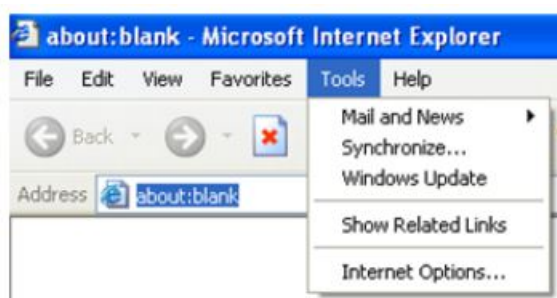 about:blank - Microsoft Internet Explorer
File Edit View Favorites Tools Help
Back
Address about:blank
Mail and News
Synchronize...
Windows Update
Show Related Links
Internet Options...